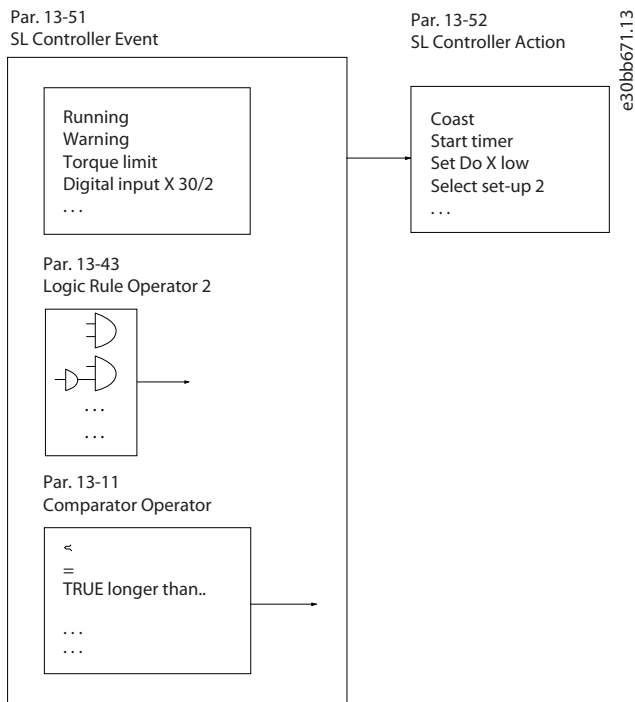 Par. 13-51
SL Controller Event
Par. 13-52
SL Controller Action
e30bb671.13
Running
Warning
Torque limit
Digital input X 30/2
. . .
Coast
Start timer
Set Do X low
Select set-up 2
. . .
Par. 13-43
Logic Rule Operator 2
. . .
. . .
Par. 13-11
Comparator Operator
<
=
TRUE longer than..
. . .
. . .